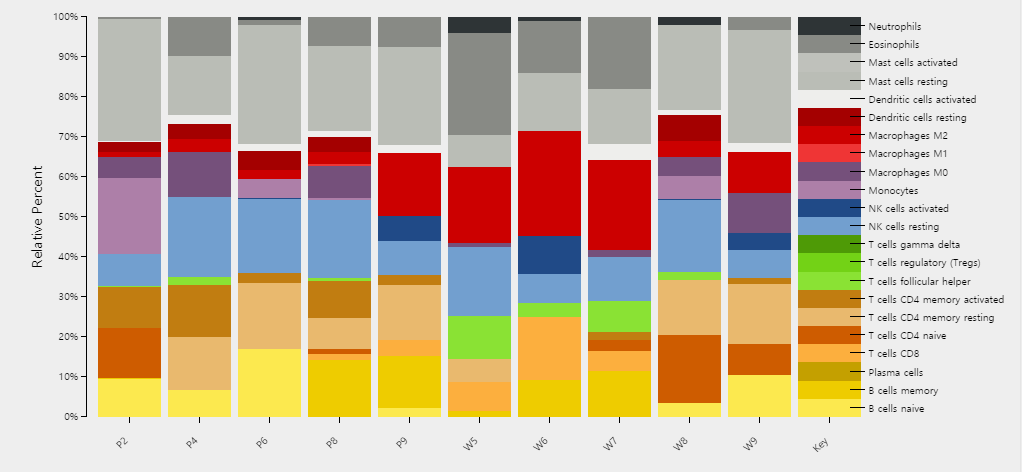 Relative Percent
100%
90%
80%
70%
60%
50%
40%
30%
20%
10%
0%
P2
P4
P6
P8
P9
W5
W6
W7
W8
W9
Key
Neutrophils
Eosinophils
Mast cells activated
Mast cells resting
Dendritic cells activated
Dendritic cells resting
Macrophages M2
Macrophages M1
Macrophages M0
Monocytes
NK cells activated
NK cells resting
T cells gamma delta
T cells regulatory (Tregs)
T cells follicular helper
T cells CD4 memory activated
T cells CD4 memory resting
T cells CD4 naive
T cells CD8
Plasma cells
B cells memory
B cells naive